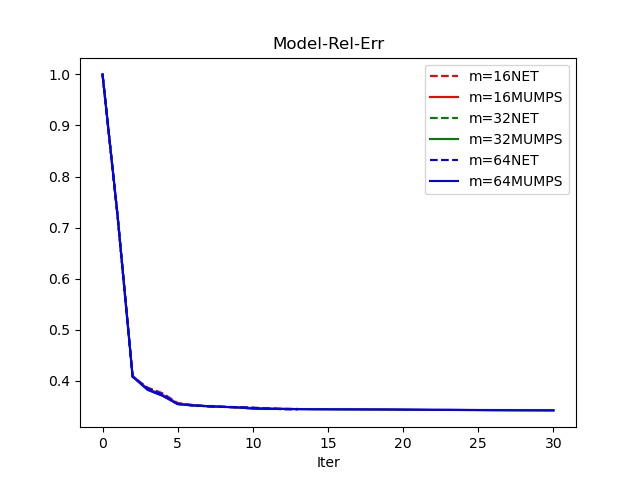 Model-Rel-Err
1.0
0.9
0.8
0.7
0.6
0.5
0.4
m=16NET
m=16MUMPS
m=32NET
m=32MUMPS
m=64NET
m=64MUMPS
0 5 10 15 20 25 30
Iter